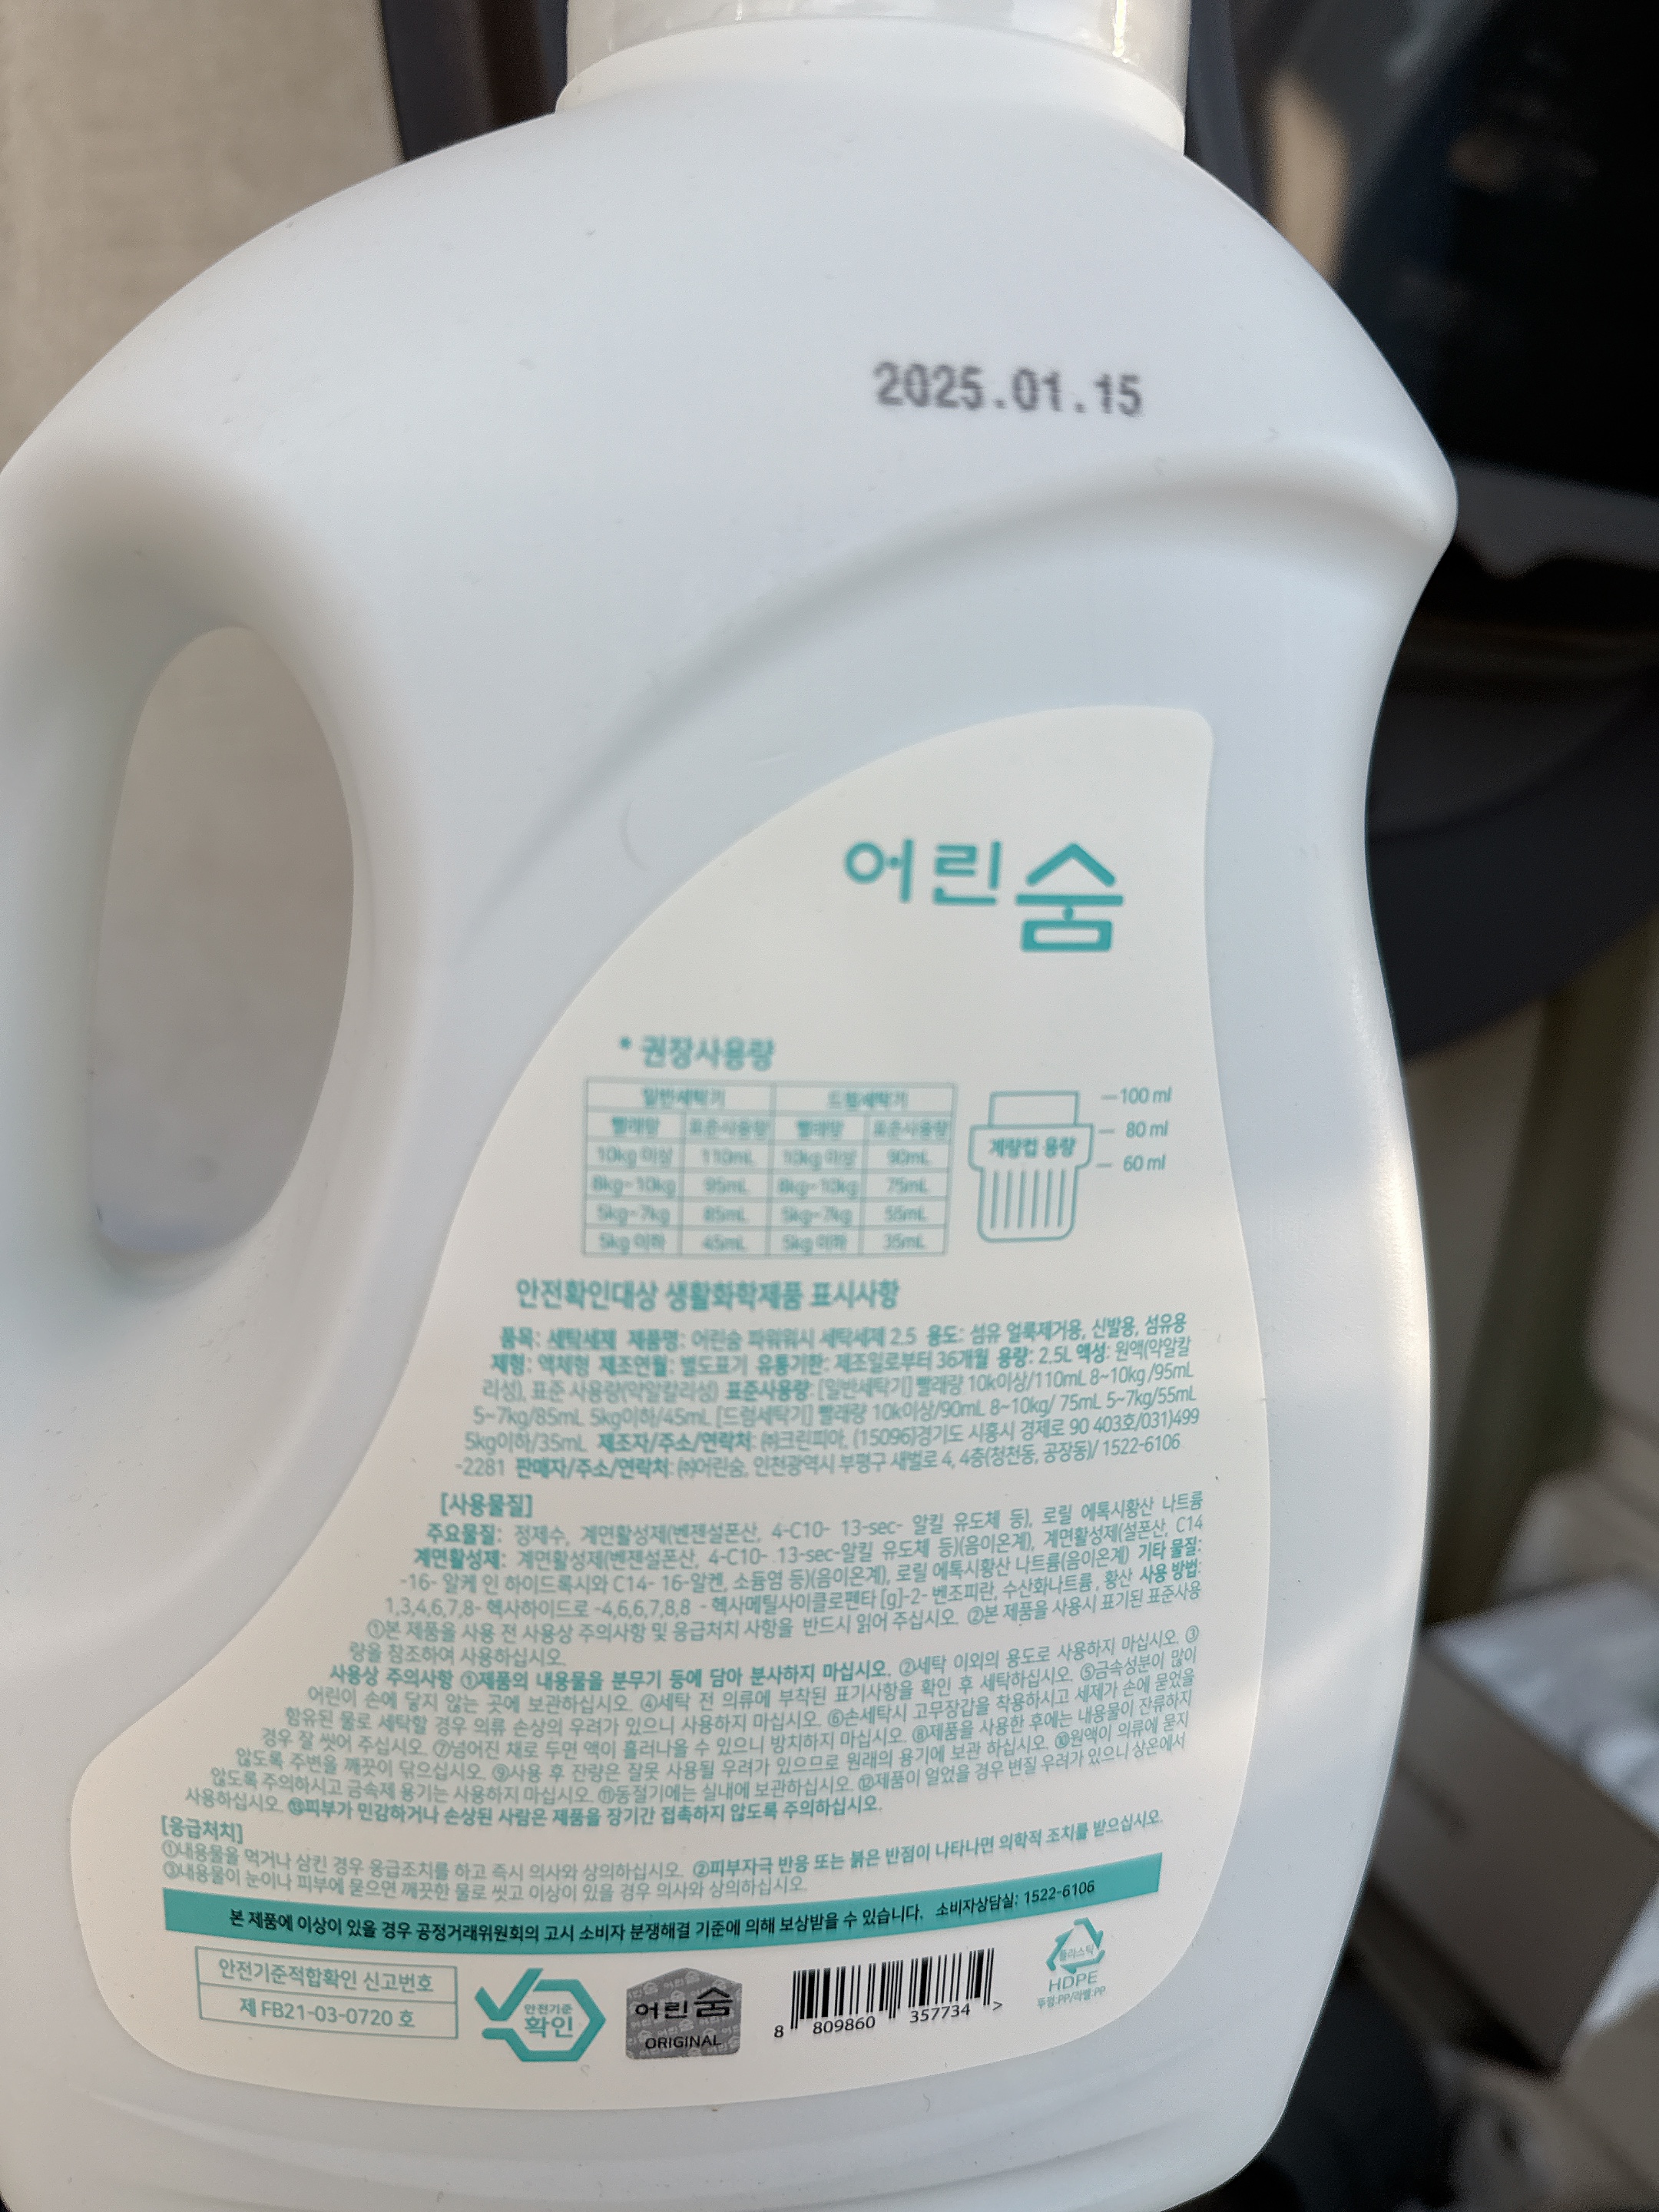 2025.01.15
어린숨
* 권장사용량
일반세탁기 드럼세탁기
빨래량 표준사용량 빨래량 표준사용량
10kg 이상 110mL 10kg 이상 90mL
8kg~10kg 95mL 8kg~10kg 75mL
5kg~7kg 85mL 5kg~7kg 55mL
5kg 이하 45mL 5kg 이하 35mL
계량컵 용량
100 ml
80 ml
60 ml
안전확인대상 생활화학제품 표시사항
품목: 세탁세제 제품명: 어린숨 파워워시 세탁세제 2.5 용도: 섬유 얼룩제거용, 신발용, 섬유용
제형: 액체형 제조연월: 별도표기 유통기한: 제조일로부터 36개월 용량: 2.5L 액성: 원액(약알칼
리성), 표준 사용량(약알칼리성) 표준사용량: [일반세탁기] 빨래량 10k이상/110mL 8~10kg /95mL
5~7kg/85mL 5kg이하/45mL [드럼세탁기] 빨래량 10k이상/90mL 8~10kg/ 75mL 5~7kg/55mL
5kg이하/35mL 제조자/주소/연락처: ㈜크린피아, (15096)경기도 시흥시 경제로 90 403호/031)499
-2281 판매자/주소/연락처: ㈜어린숨, 인천광역시 부평구 새벌로 4, 4층(청천동, 공장동)/ 1522-6106
[사용물질]
주요물질: 정제수, 계면활성제(벤젠설폰산, 4-C10- 13-sec- 알킬 유도체 등), 로릴 에톡시황산 나트륨
계면활성제: 계면활성제(벤젠설폰산, 4-C10- 13-sec-알킬 유도체 등)(음이온계), 계면활성제(설폰산, C14
-16- 알케 인 하이드록시와 C14- 16-알켄, 소듐염 등)(음이온계), 로릴 에톡시황산 나트륨(음이온계) 기타 물질:
1,3,4,6,7,8- 헥사하이드로 -4,6,6,7,8,8 - 헥사메틸사이클로펜타 [g]-2- 벤조피란, 수산화나트륨, 황산 사용 방법:
①본 제품을 사용 전 사용상 주의사항 및 응급처치 사항을 반드시 읽어 주십시오. ②본 제품을 사용시 표기된 표준사용
량을 참조하여 사용하십시오.
사용상 주의사항 ①제품의 내용물을 분무기 등에 담아 분사하지 마십시오. ②세탁 이외의 용도로 사용하지 마십시오. ③
어린이 손에 닿지 않는 곳에 보관하십시오. ④세탁 전 의류에 부착된 표기사항을 확인 후 세탁하십시오. ⑤금속성분이 많이
함유된 물로 세탁할 경우 의류 손상의 우려가 있으니 사용하지 마십시오. ⑥손세탁시 고무장갑을 착용하시고 세제가 손에 묻었을
경우 잘 씻어 주십시오. ⑦넘어진 채로 두면 액이 흘러나올 수 있으니 방치하지 마십시오. ⑧제품을 사용한 후에는 내용물이 잔류하지
않도록 주변을 깨끗이 닦으십시오. ⑨사용 후 잔량은 잘못 사용될 우려가 있으므로 원래의 용기에 보관 하십시오. ⑩원액이 의류에 묻지
않도록 주의하시고 금속제 용기는 사용하지 마십시오. ⑪동절기에는 실내에 보관하십시오. ⑫제품이 얼었을 경우 변질 우려가 있으니 상온에서
사용하십시오. ⑬피부가 민감하거나 손상된 사람은 제품을 장기간 접촉하지 않도록 주의하십시오.
[응급처치]
①내용물을 먹거나 삼킨 경우 응급조치를 하고 즉시 의사와 상의하십시오. ②피부자극 반응 또는 붉은 반점이 나타나면 의학적 조치를 받으십시오.
③내용물이 눈이나 피부에 묻으면 깨끗한 물로 씻고 이상이 있을 경우 의사와 상의하십시오.
본 제품에 이상이 있을 경우 공정거래위원회의 고시 소비자 분쟁해결 기준에 의해 보상받을 수 있습니다. 소비자상담실: 1522-6106
안전기준적합확인 신고번호
제 FB21-03-0720 호
안전기준
확인
어린숨
ORIGINAL
8 809860 357734 >
플라스틱
HDPE
뚜껑:PP/라벨:PP